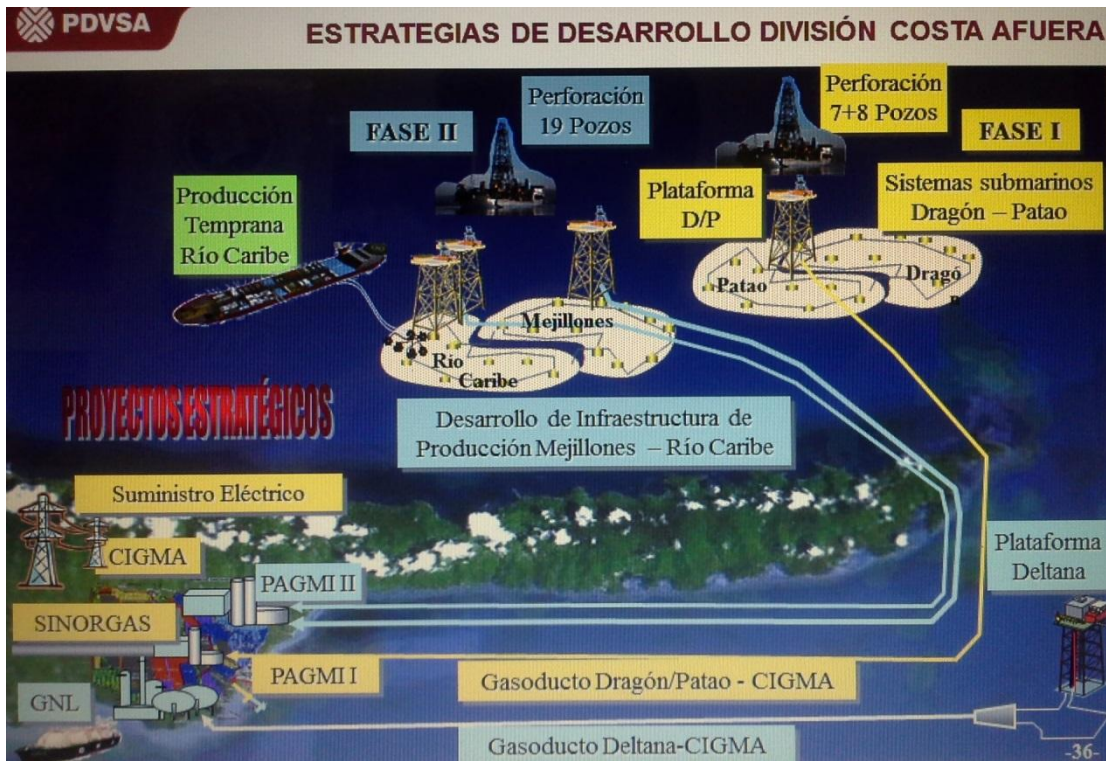 PDVSA
ESTRATEGIAS DE DESARROLLO DIVISIÓN COSTA AFUERA
FASE II
Perforación
19 Pozos
Perforación
7+8 Pozos
FASE I
Producción
Temprana
Río Caribe
Plataforma
D/P
Sistemas submarinos
Dragón – Patao
Patao
Dragó
n
Mejillones
Río
Caribe
PROYECTOS ESTRATÉGICOS
Desarrollo de Infraestructura de
Producción Mejillones – Río Caribe
Suministro Eléctrico
CIGMA
PAGMI II
Plataforma
Deltana
SINORGAS
PAGMI I
Gasoducto Dragón/Patao - CIGMA
GNL
Gasoducto Deltana-CIGMA
-36-